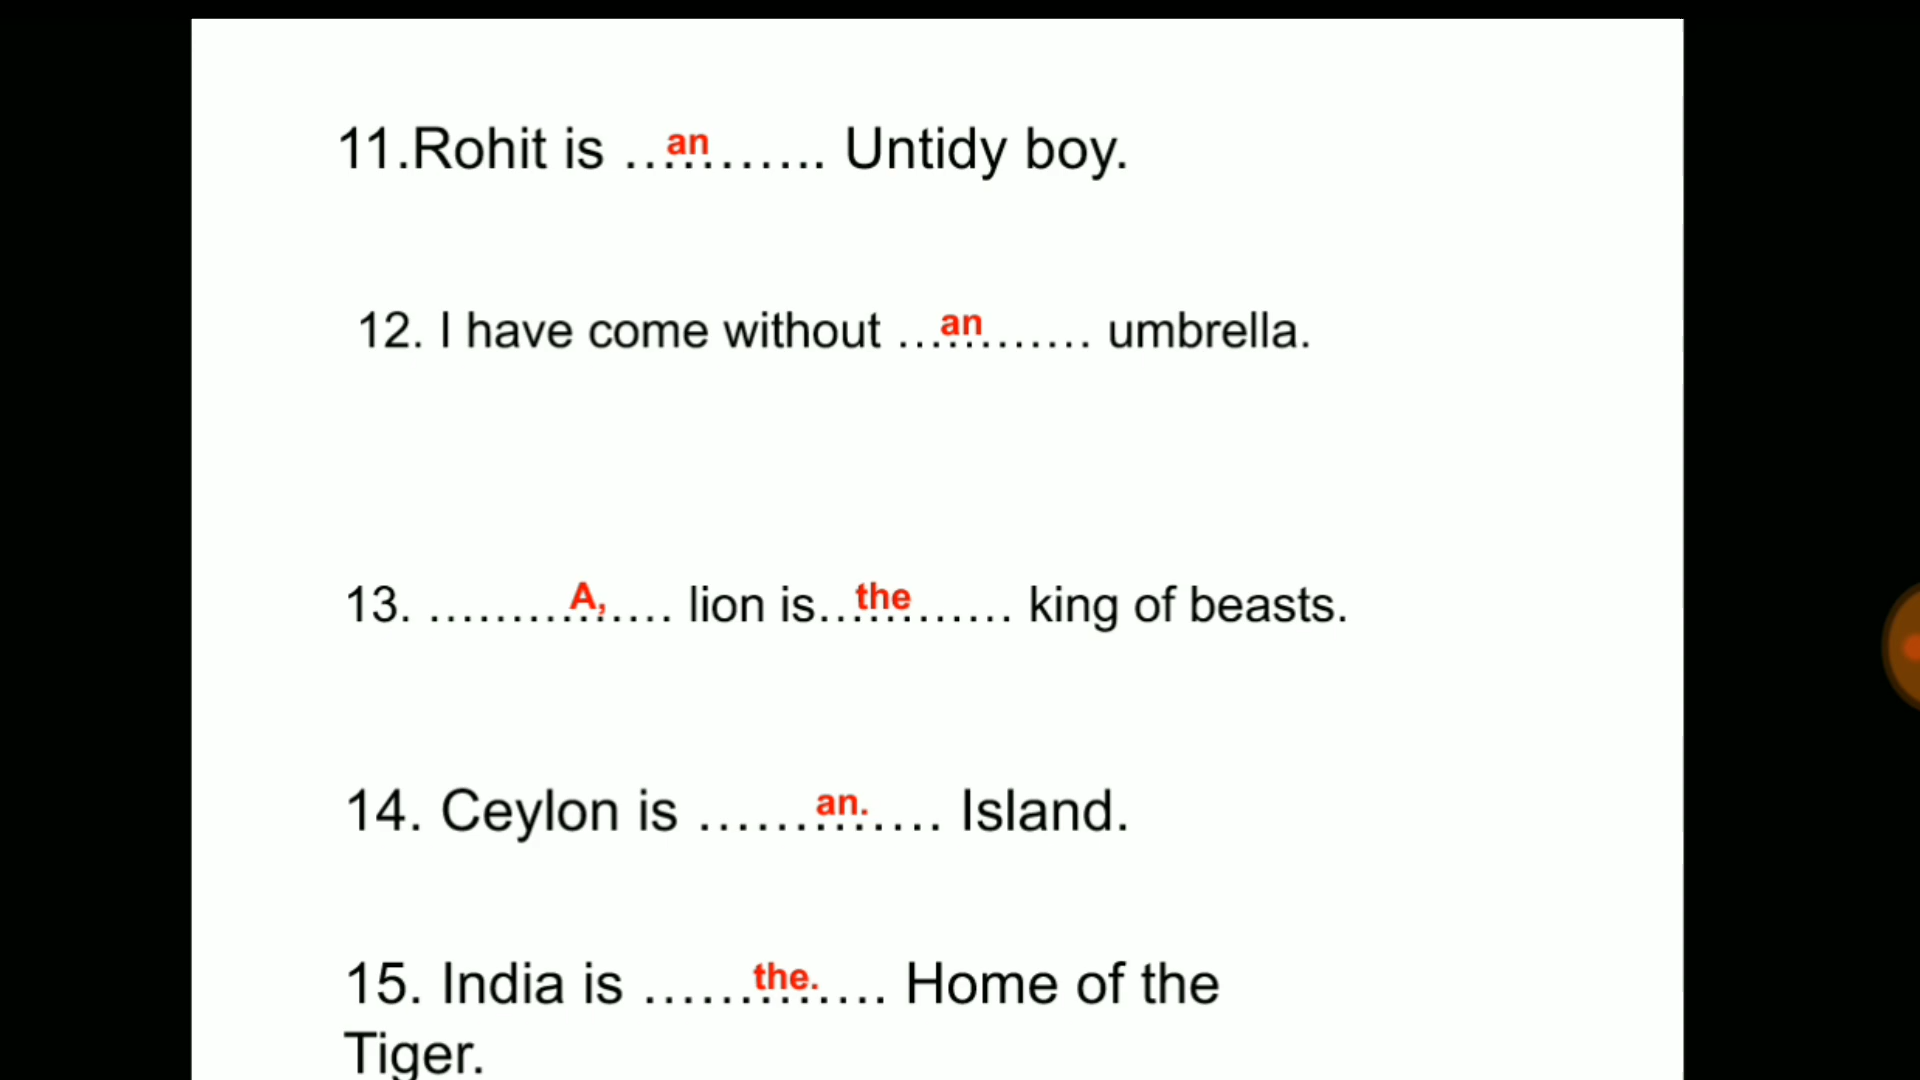 11.Rohit is ...an........ Untidy boy.
12. I have come without ...an......... umbrella.
13. .........A,...... lion is...the......... king of beasts.
14. Ceylon is .......an....... Island.
15. India is .......the....... Home of the
Tiger.